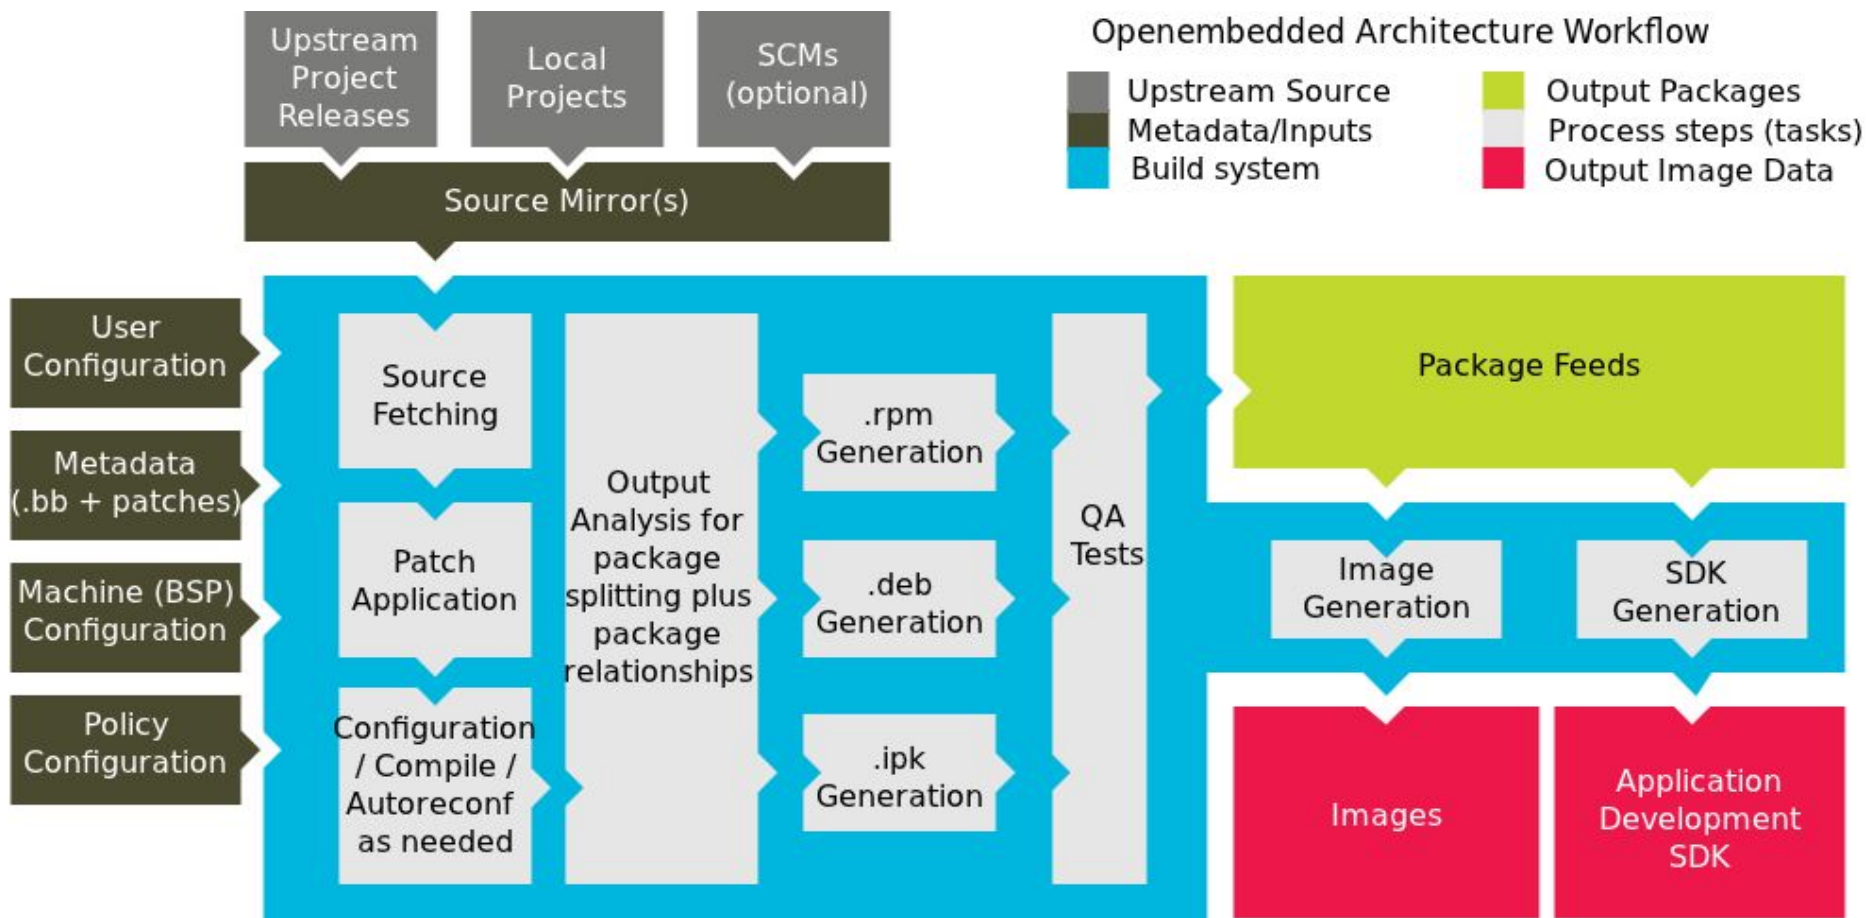 Upstream
Project
Releases
Local
Projects
SCMs
(optional)
Openembedded Architecture Workflow
Upstream Source
Metadata/Inputs
Build system
Output Packages
Process steps (tasks)
Output Image Data
Source Mirror(s)
User
Configuration
Metadata
(.bb + patches)
Machine (BSP)
Configuration
Policy
Configuration
Source
Fetching
Patch
Application
Configuration
/ Compile /
Autoreconf
as needed
Output
Analysis for
package
splitting plus
package
relationships
.rpm
Generation
.deb
Generation
.ipk
Generation
QA
Tests
Package Feeds
Image
Generation
SDK
Generation
Images
Application
Development
SDK